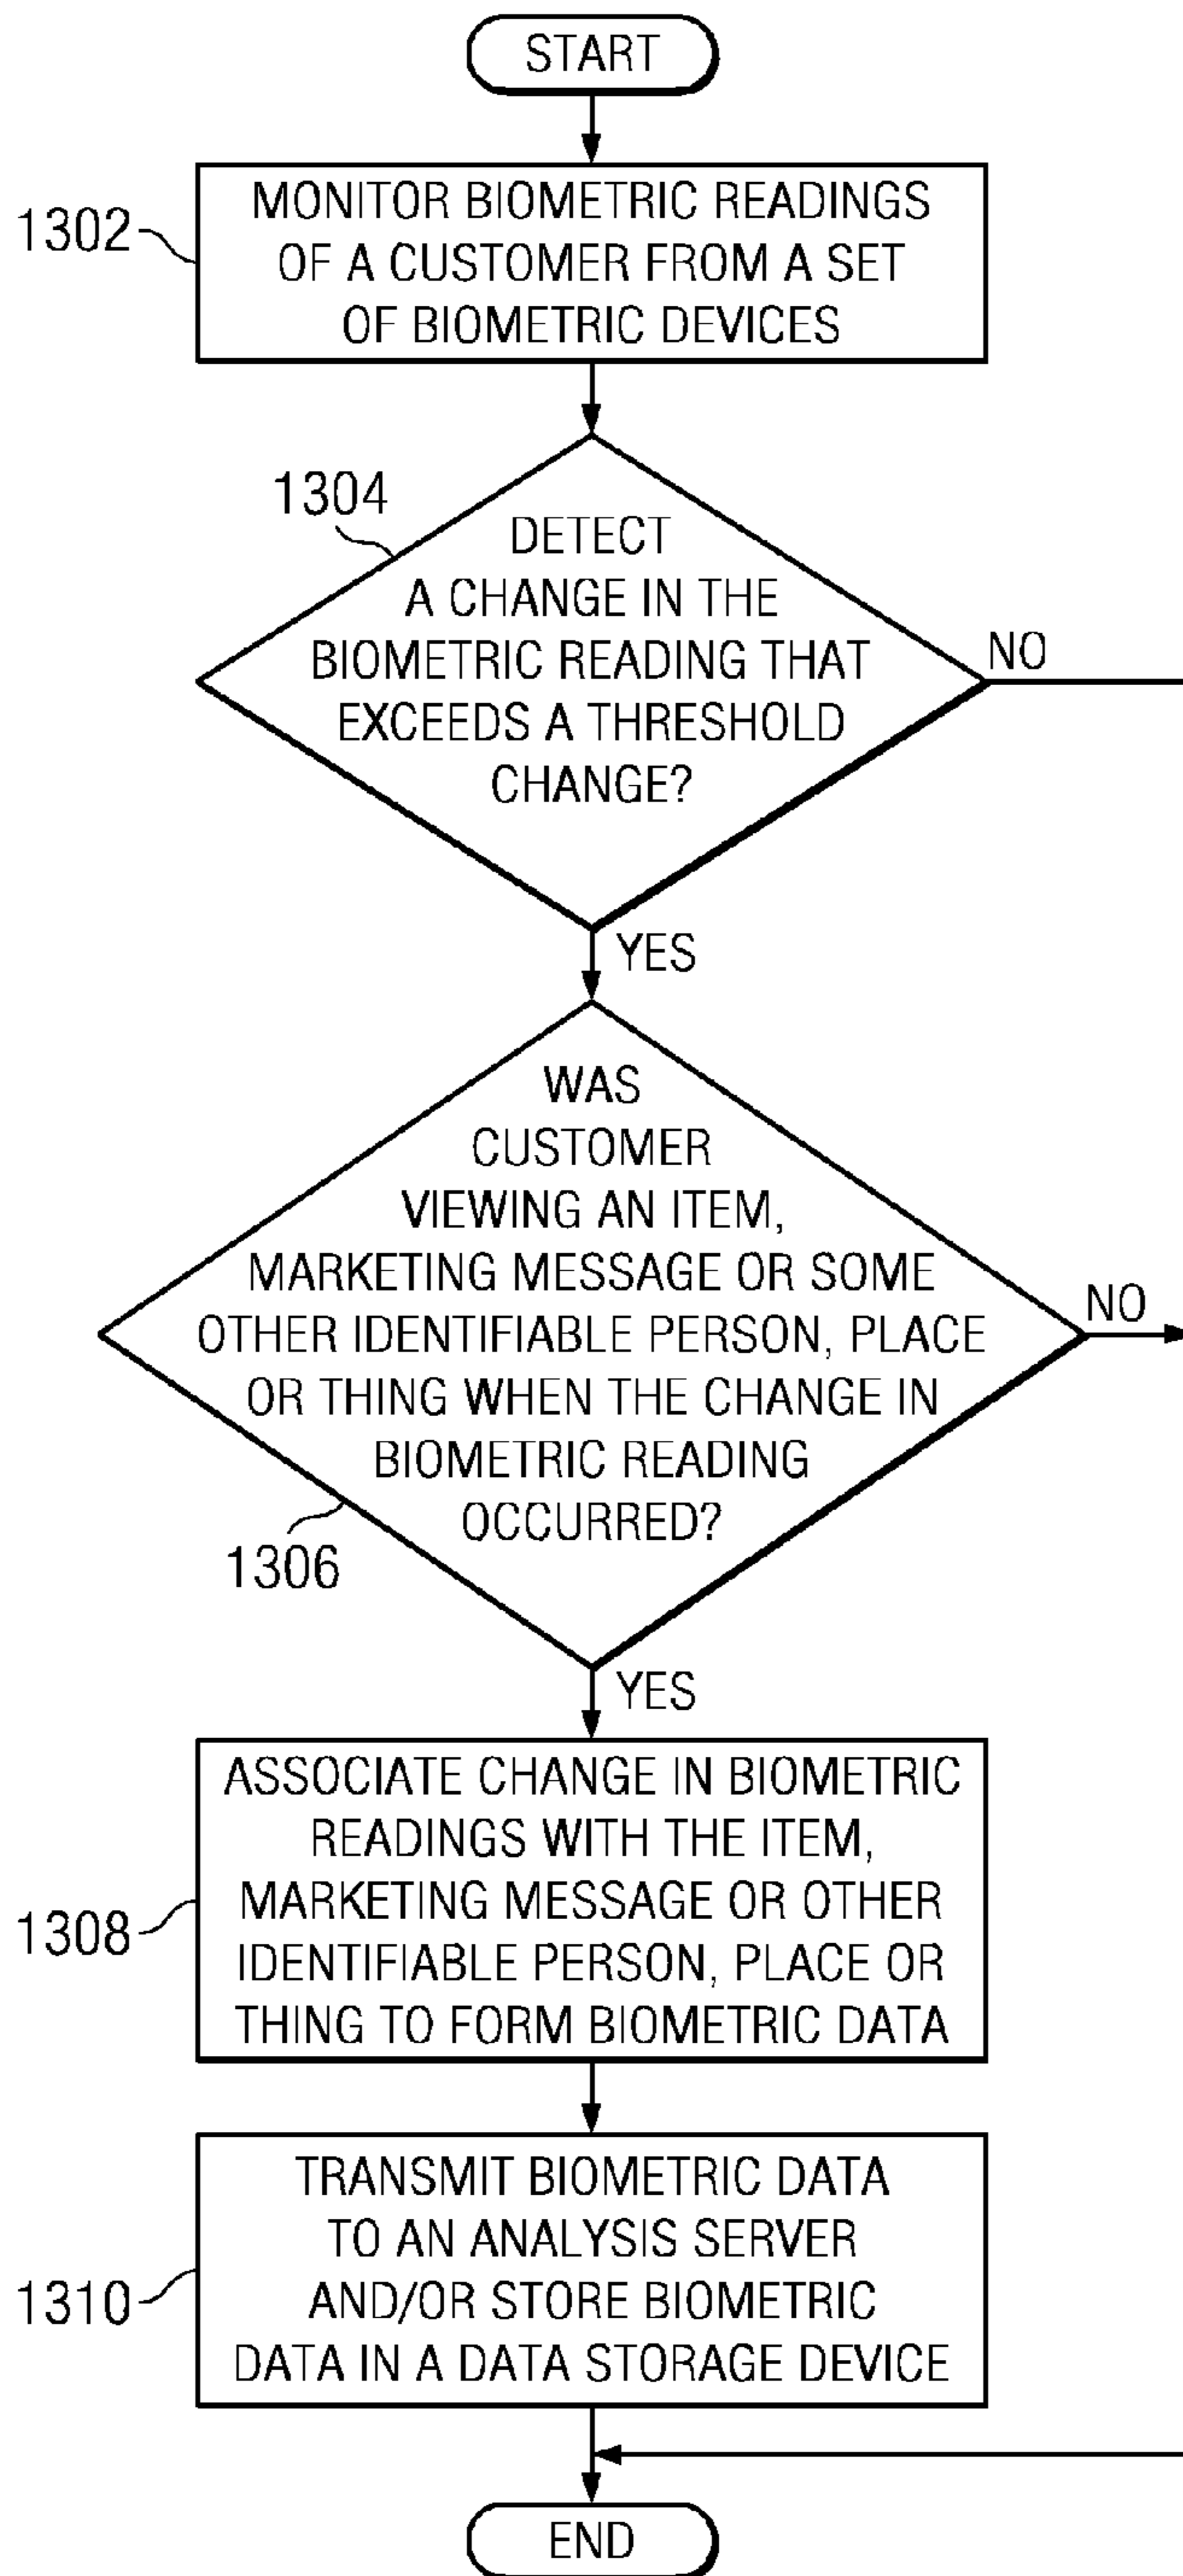 START
1302
MONITOR BIOMETRIC READINGS
OF A CUSTOMER FROM A SET
OF BIOMETRIC DEVICES
1304
DETECT
A CHANGE IN THE
BIOMETRIC READING THAT
EXCEEDS A THRESHOLD
CHANGE?
NO
YES
WAS
CUSTOMER
VIEWING AN ITEM,
MARKETING MESSAGE OR SOME
OTHER IDENTIFIABLE PERSON, PLACE
OR THING WHEN THE CHANGE IN
BIOMETRIC READING
OCCURRED?
NO
1306
YES
ASSOCIATE CHANGE IN BIOMETRIC
READINGS WITH THE ITEM,
MARKETING MESSAGE OR OTHER
IDENTIFIABLE PERSON, PLACE OR
THING TO FORM BIOMETRIC DATA
1308
TRANSMIT BIOMETRIC DATA
TO AN ANALYSIS SERVER
AND/OR STORE BIOMETRIC
DATA IN A DATA STORAGE DEVICE
1310
END